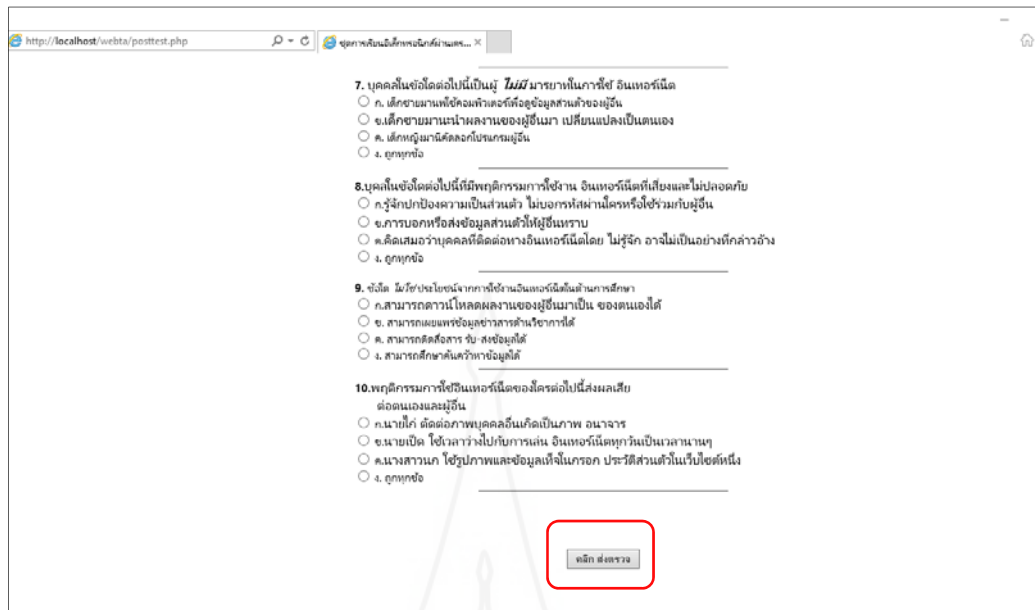 http://localhost/webta/posttest.php
ชุดการเรียนอิเล็กทรอนิกส์ผ่านเคร...
7. บุคคลในข้อใดต่อไปนี้เป็นผู้ ไม่มี มารยาทในการใช้ อินเทอร์เน็ต
ก. เด็กชายมานพใช้คอมพิวเตอร์เพื่อดูข้อมูลส่วนตัวของผู้อื่น
ข.เด็กชายมานะนำผลงานของผู้อื่นมา เปลี่ยนแปลงเป็นตนเอง
ค. เด็กหญิงมานีคัดลอกโปรแกรมผู้อื่น
ง. ถูกทุกข้อ
8.บุคลในข้อใดต่อไปนี้ที่มีพฤติกรรมการใช้งาน อินเทอร์เน็ตที่เสี่ยงและไม่ปลอดภัย
ก.รู้จักปกป้องความเป็นส่วนตัว ไม่บอกรหัสผ่านใครหรือใช้ร่วมกับผู้อื่น
ข.การบอกหรือส่งข้อมูลส่วนตัวให้ผู้อื่นทราบ
ค.คิดเสมอว่าบุคคลที่ติดต่อทางอินเทอร์เน็ตโดย ไม่รู้จัก อาจไม่เป็นอย่างที่กล่าวอ้าง
ง. ถูกทุกข้อ
9. ข้อใด ไม่ใช่ ประโยชน์จากการใช้งานอินเทอร์เน็ตในด้านการศึกษา
ก.สามารถดาวน์โหลดผลงานของผู้อื่นมาเป็น ของตนเองได้
ข. สามารถเผยแพร่ข้อมูลข่าวสารด้านวิชาการได้
ค. สามารถติดสื่อสาร รับ-ส่งข้อมูลได้
ง. สามารถศึกษาค้นคว้าหาข้อมูลได้
10.พฤติกรรมการใช้อินเทอร์เน็ตของใครต่อไปนี้ส่งผลเสีย
ต่อตนเองและผู้อื่น
ก.นายไก่ ตัดต่อภาพบุคคลอื่นเกิดเป็นภาพ อนาจาร
ข.นายเป็ด ใช้เวลาว่างไปกับการเล่น อินเทอร์เน็ตทุกวันเป็นเวลานานๆ
ค.นางสาวนก ใช้รูปภาพและข้อมูลเท็จในกรอก ประวัติส่วนตัวในเว็บไซต์หนึ่ง
ง. ถูกทุกข้อ
คลิก ส่งตรวจ